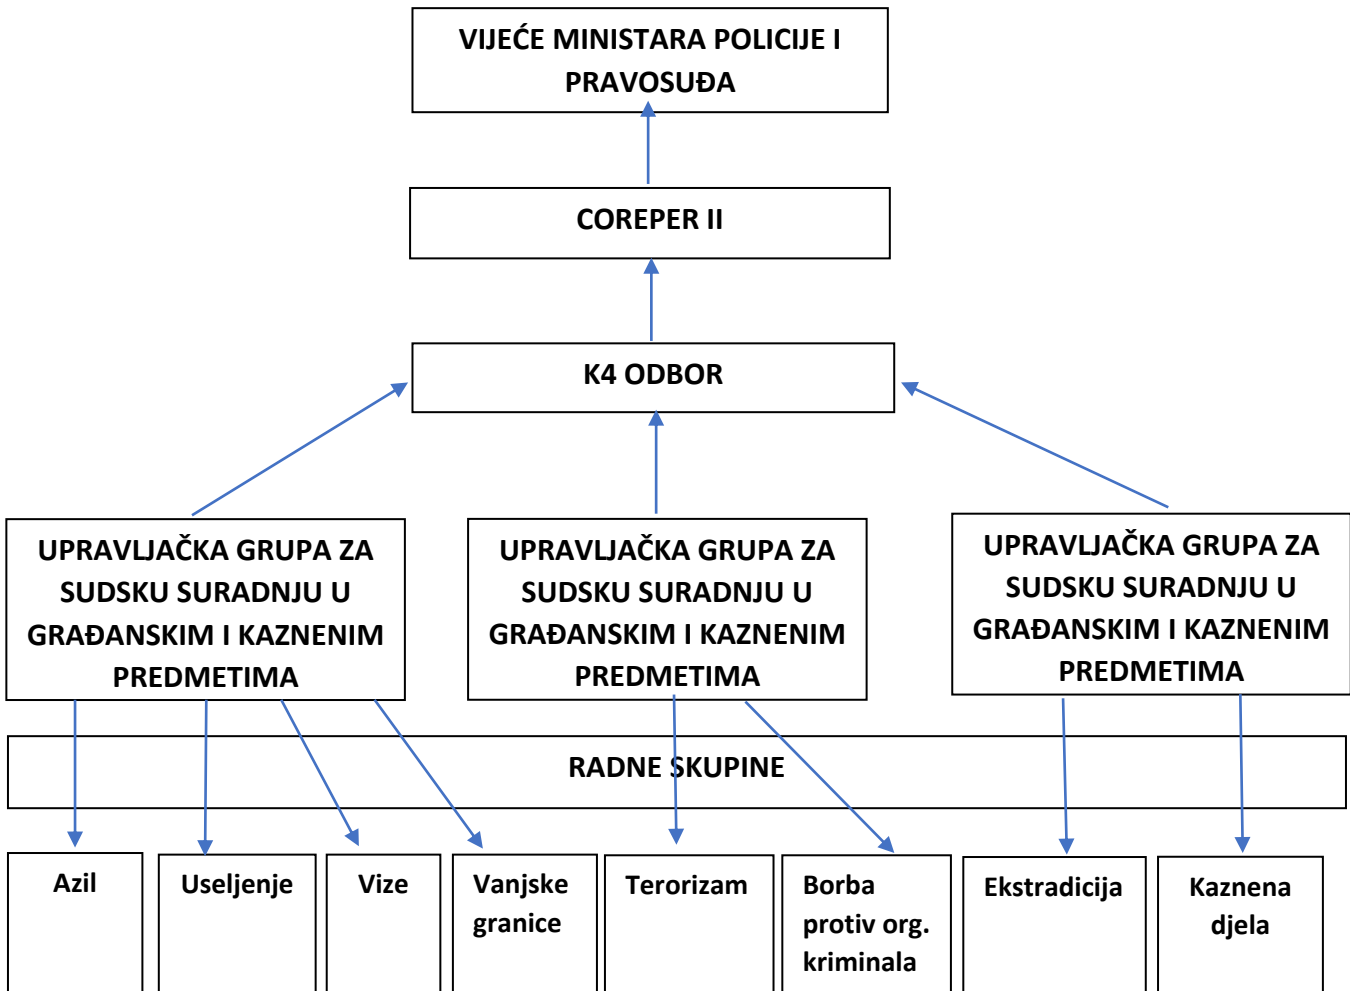 VIJEĆE MINISTARA POLICIJE I
PRAVOSUĐA
COREPER II
K4 ODBOR
UPRAVLJAČKA GRUPA ZA
SUDSKU SURADNJU U
GRAĐANSKIM I KAZNENIM
PREDMETIMA
UPRAVLJAČKA GRUPA ZA
SUDSKU SURADNJU U
GRAĐANSKIM I KAZNENIM
PREDMETIMA
UPRAVLJAČKA GRUPA ZA
SUDSKU SURADNJU U
GRAĐANSKIM I KAZNENIM
PREDMETIMA
RADNE SKUPINE
Azil
Useljenje
Vize
Vanjske
granice
Terorizam
Borba
protiv org.
kriminala
Ekstradicija
Kaznena
djela